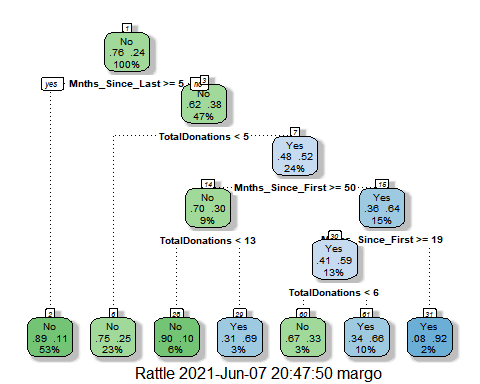 1
No
.76 .24
100%
yes Mnths_Since_Last >= 5 no
3
No
.62 .38
47%
TotalDonations < 5
7
Yes
.48 .52
24%
Mnths_Since_First >= 50
14
No
.70 .30
9%
15
Yes
.36 .64
15%
TotalDonations < 13
Since_First >= 19
30
Yes
.41 .59
13%
TotalDonations < 6
2
No
.89 .11
53%
6
No
.75 .25
23%
28
No
.90 .10
6%
29
Yes
.31 .69
3%
60
No
.67 .33
3%
61
Yes
.34 .66
10%
31
Yes
.08 .92
2%
Rattle 2021-Jun-07 20:47:50 margo